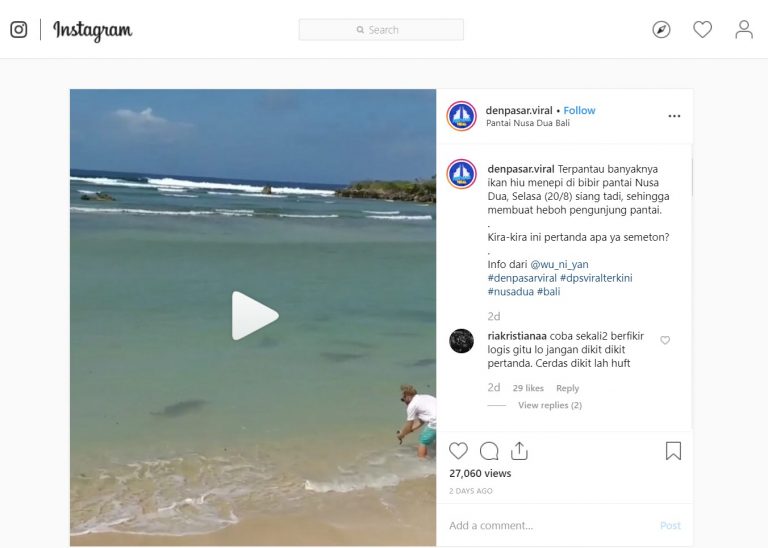 Instagram
Search
denpasar.viral • Follow
Pantai Nusa Dua Bali
denpasar.viral Terpantau banyaknya
ikan hiu menepi di bibir pantai Nusa
Dua, Selasa (20/8) siang tadi, sehingga
membuat heboh pengunjung pantai.
.
Kira-kira ini pertanda apa ya semeton?
.
Info dari @wu_ni_yan
#denpasarviral #dpsviralterkini
#nusadua #bali
2d
riakristianaa coba sekali2 berfikir
logis gitu lo jangan dikit dikit
pertanda. Cerdas dikit lah huft
2d 29 likes Reply
View replies (2)
27,060 views
2 DAYS AGO
Add a comment... Post